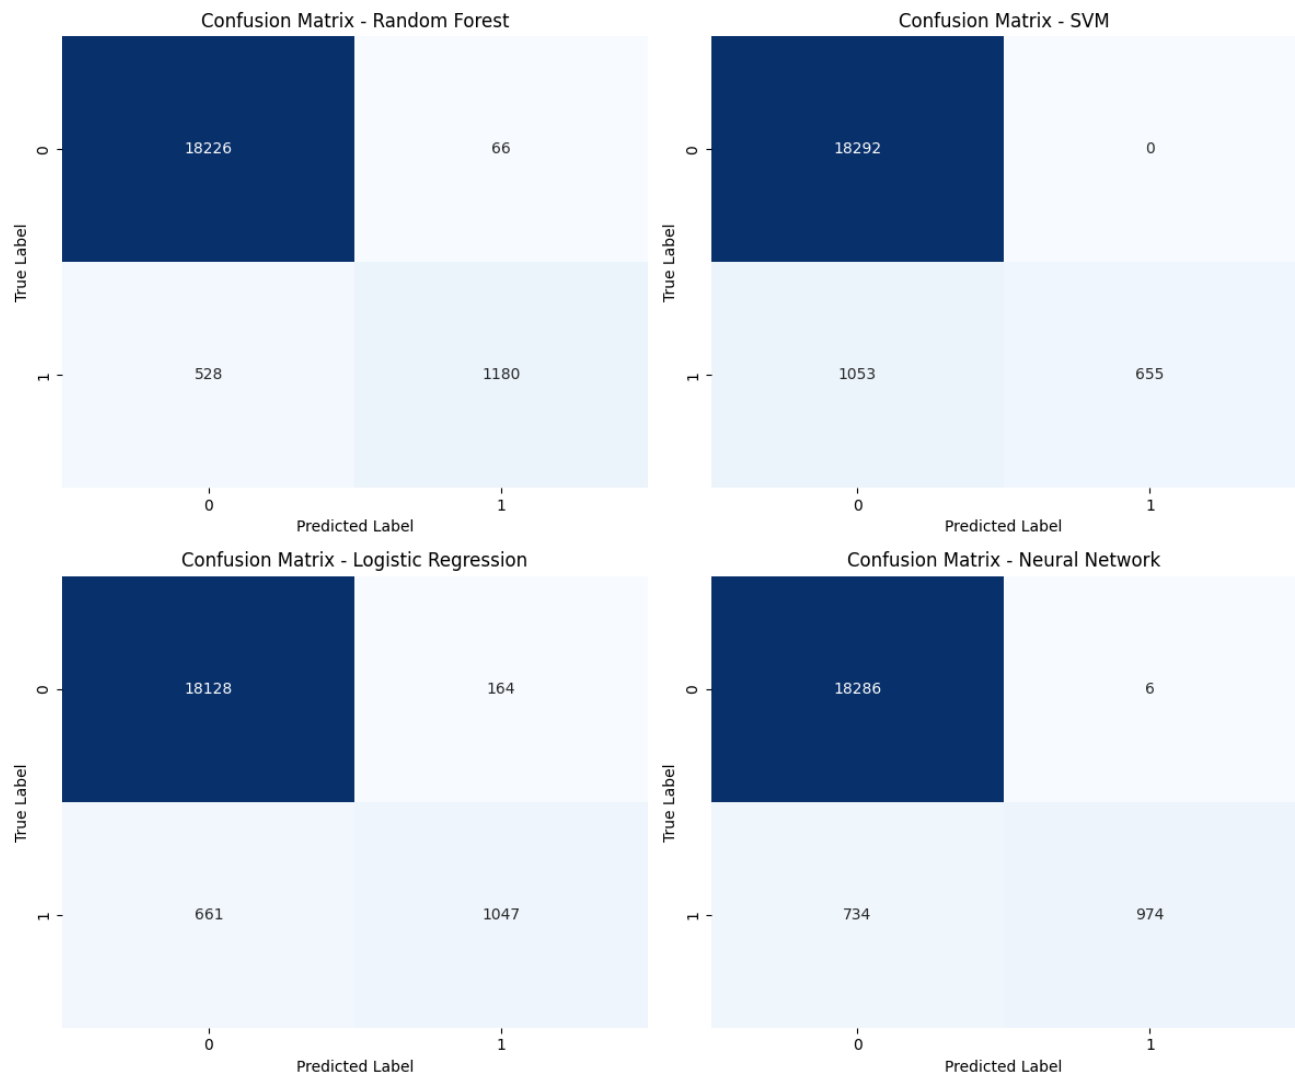 Confusion Matrix - Random Forest
0
18226
66
1
528
1180
True Label
0
1
Predicted Label
Confusion Matrix - SVM
0
18292
0
1
1053
655
True Label
0
1
Predicted Label
Confusion Matrix - Logistic Regression
0
18128
164
1
661
1047
True Label
0
1
Predicted Label
Confusion Matrix - Neural Network
0
18286
6
1
734
974
True Label
0
1
Predicted Label